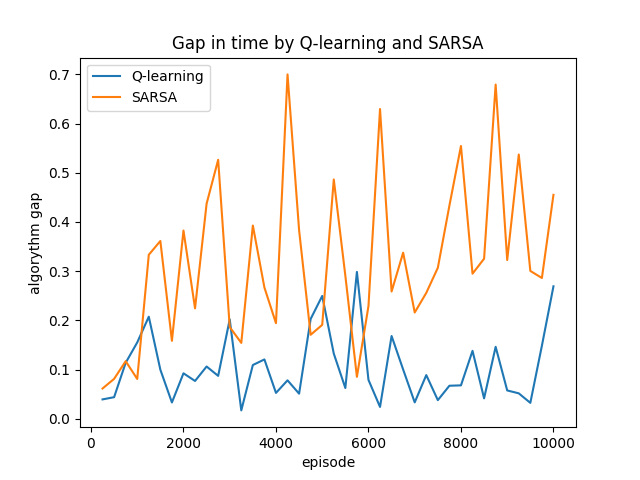 Gap in time by Q-learning and SARSA
Q-learning
SARSA
algorythm gap
0.7
0.6
0.5
0.4
0.3
0.2
0.1
0.0
0 2000 4000 6000 8000 10000
episode